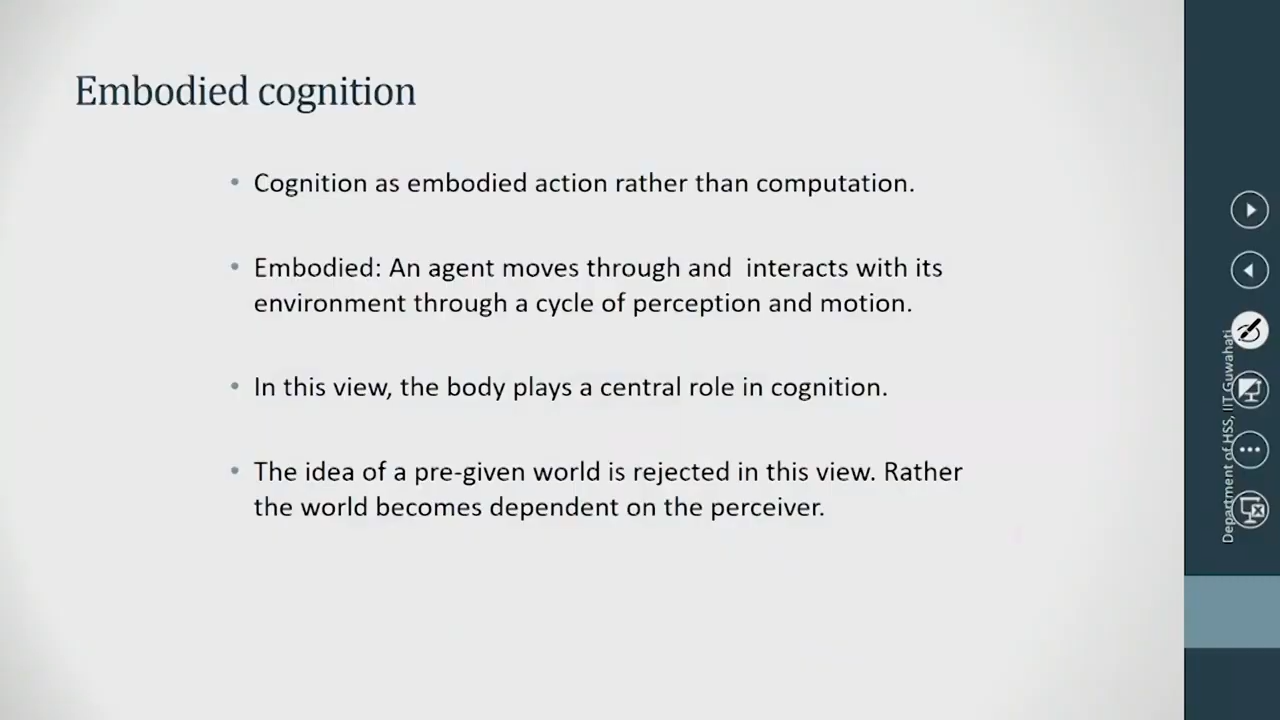 Embodied cognition
• Cognition as embodied action rather than computation.
• Embodied: An agent moves through and interacts with its
environment through a cycle of perception and motion.
• In this view, the body plays a central role in cognition.
• The idea of a pre-given world is rejected in this view. Rather
the world becomes dependent on the perceiver.
Department of HSS, IIT Guwahati